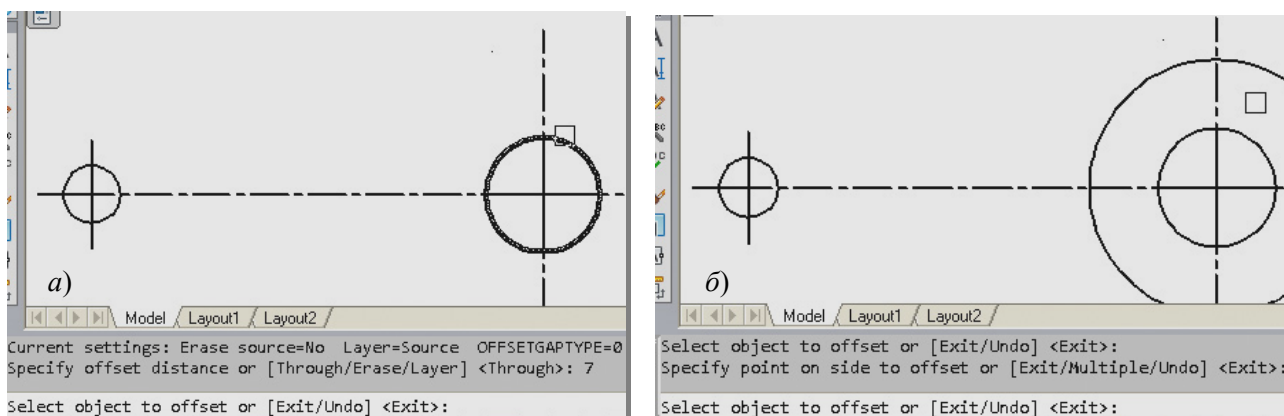 а)
Model Layout1 Layout2
Current settings: Erase source=No Layer=Source OFFSETGAPTYPE=0
Specify offset distance or [Through/Erase/Layer] <Through>: 7
Select object to offset or [Exit/Undo] <Exit>:
б)
Model Layout1 Layout2
Select object to offset or [Exit/Undo] <Exit>:
Specify point on side to offset or [Exit/Multiple/Undo] <Exit>:
Select object to offset or [Exit/Undo] <Exit>: